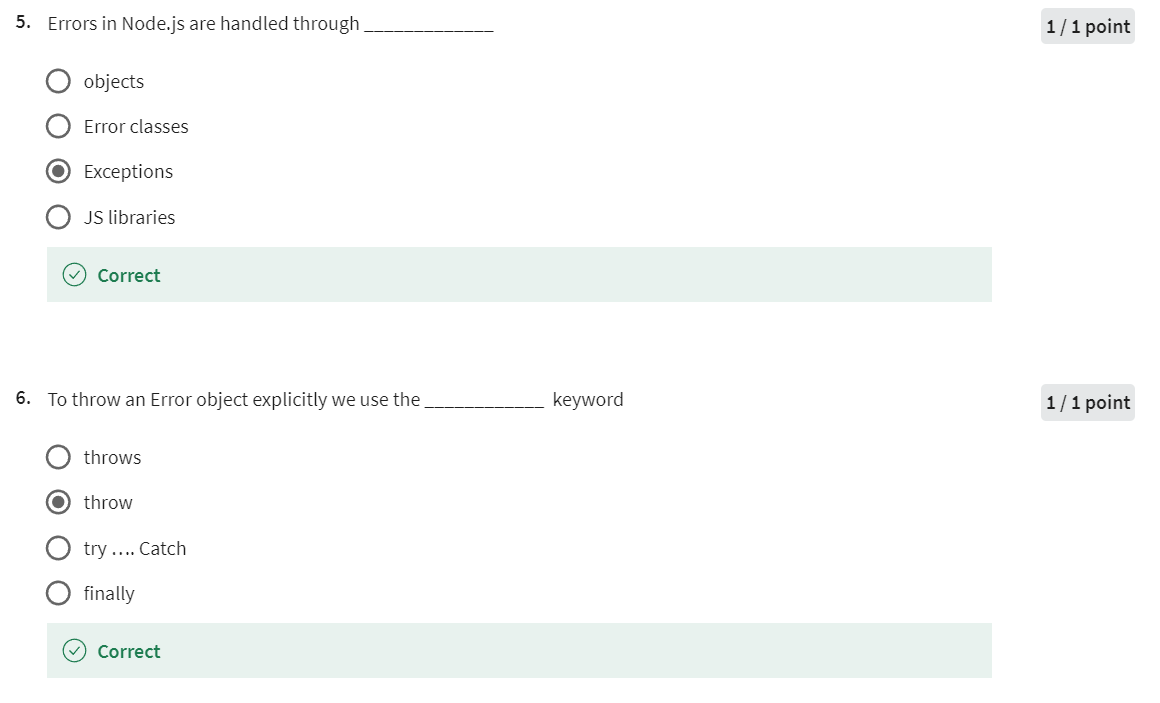 5. Errors in Node.js are handled through _____________ 1 / 1 point
objects
Error classes
Exceptions
JS libraries
Correct
6. To throw an Error object explicitly we use the ____________ keyword 1 / 1 point
throws
throw
try .... Catch
finally
Correct